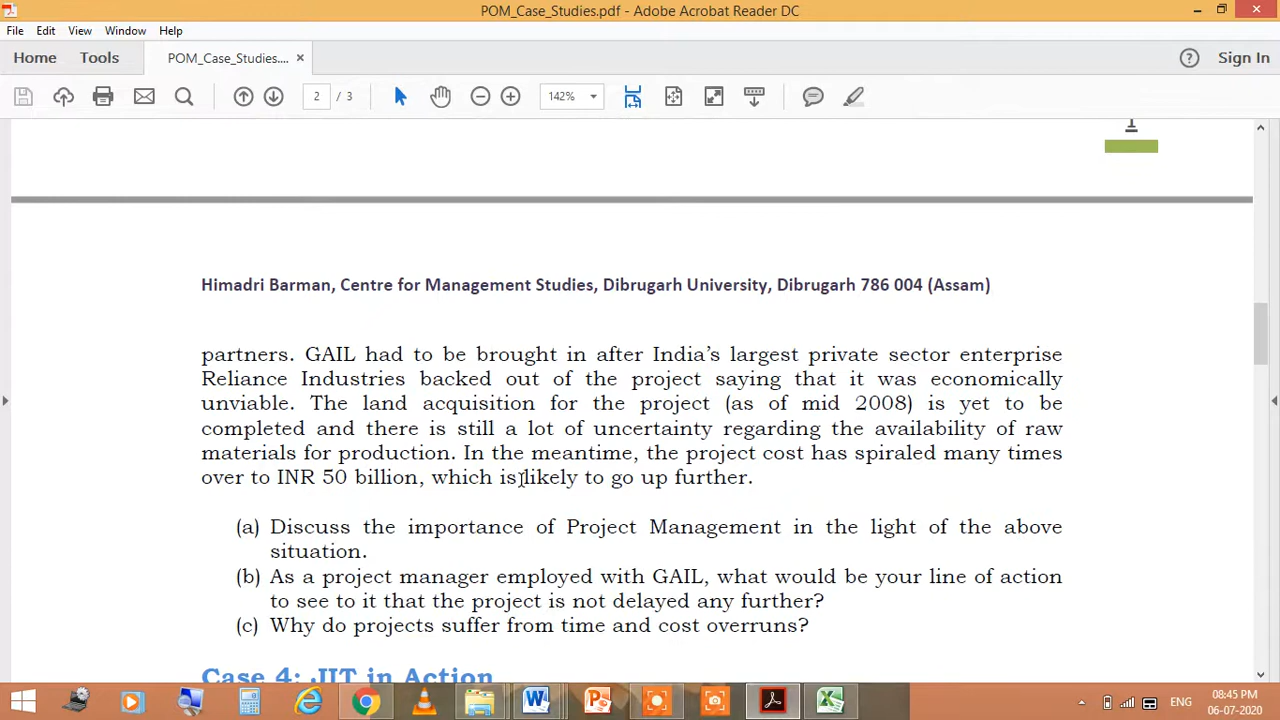 POM_Case_Studies.pdf - Adobe Acrobat Reader DC
File Edit View Window Help
Home Tools POM_Case_Studies.... × Sign In
2 / 3 142%
1
Himadri Barman, Centre for Management Studies, Dibrugarh University, Dibrugarh 786 004 (Assam)
partners. GAIL had to be brought in after India's largest private sector enterprise
Reliance Industries backed out of the project saying that it was economically
unviable. The land acquisition for the project (as of mid 2008) is yet to be
completed and there is still a lot of uncertainty regarding the availability of raw
materials for production. In the meantime, the project cost has spiraled many times
over to INR 50 billion, which is likely to go up further.
(a) Discuss the importance of Project Management in the light of the above
situation.
(b) As a project manager employed with GAIL, what would be your line of action
to see to it that the project is not delayed any further?
(c) Why do projects suffer from time and cost overruns?
Case 4: JIT in Action
ENG 08:45 PM
06-07-2020